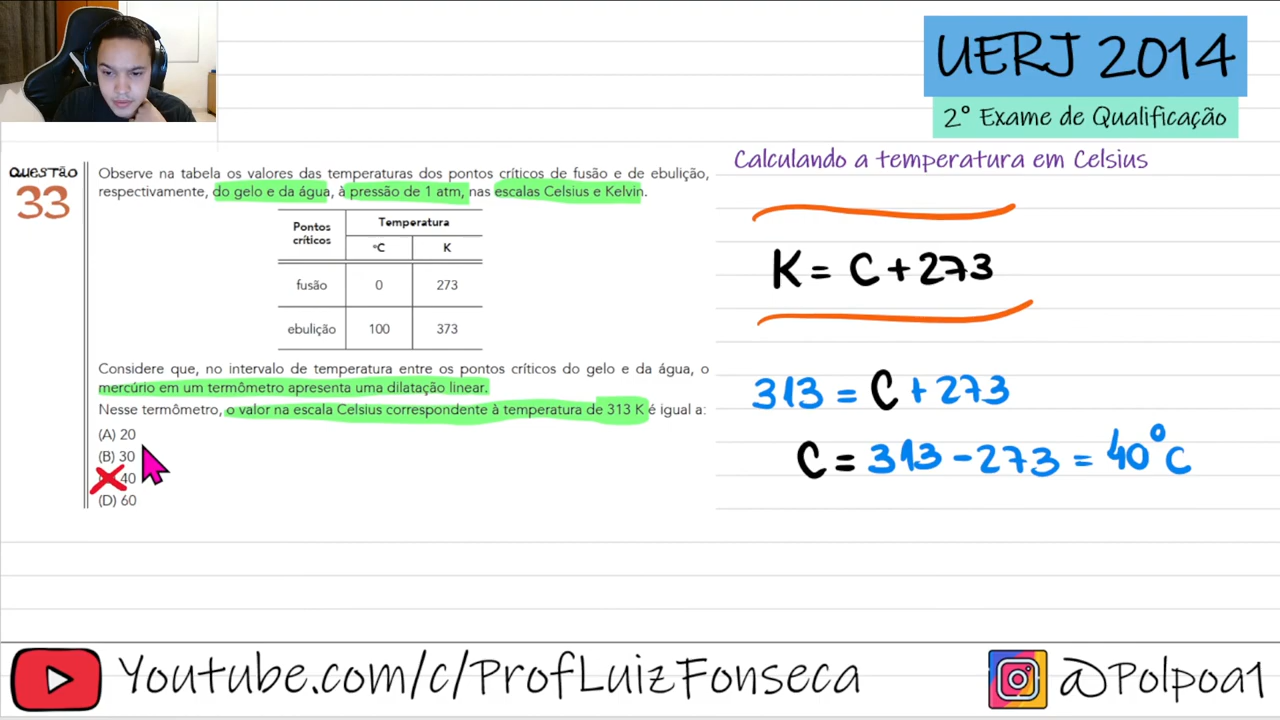 UERJ 2014
2º Exame de Qualificação
QUESTÃO
33
Observe na tabela os valores das temperaturas dos pontos críticos de fusão e de ebulição,
respectivamente, do gelo e da água, à pressão de 1 atm, nas escalas Celsius e Kelvin.
Pontos críticos Temperatura
ºC K
fusão 0 273
ebulição 100 373
Considere que, no intervalo de temperatura entre os pontos críticos do gelo e da água, o
mercúrio em um termômetro apresenta uma dilatação linear.
Nesse termômetro, o valor na escala Celsius correspondente à temperatura de 313 K é igual a:
(A) 20
(B) 30
40
(D) 60
Calculando a temperatura em Celsius
K = C + 273
313 = C + 273
C = 313 - 273 = 40°C
Youtube.com/c/ProfLuizFonseca
@Polpoa1